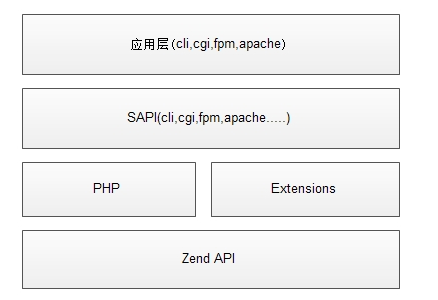 应用层(cli,cgi,fpm,apache)
SAPI(cli,cgi,fpm,apache.....)
PHP
Extensions
Zend API